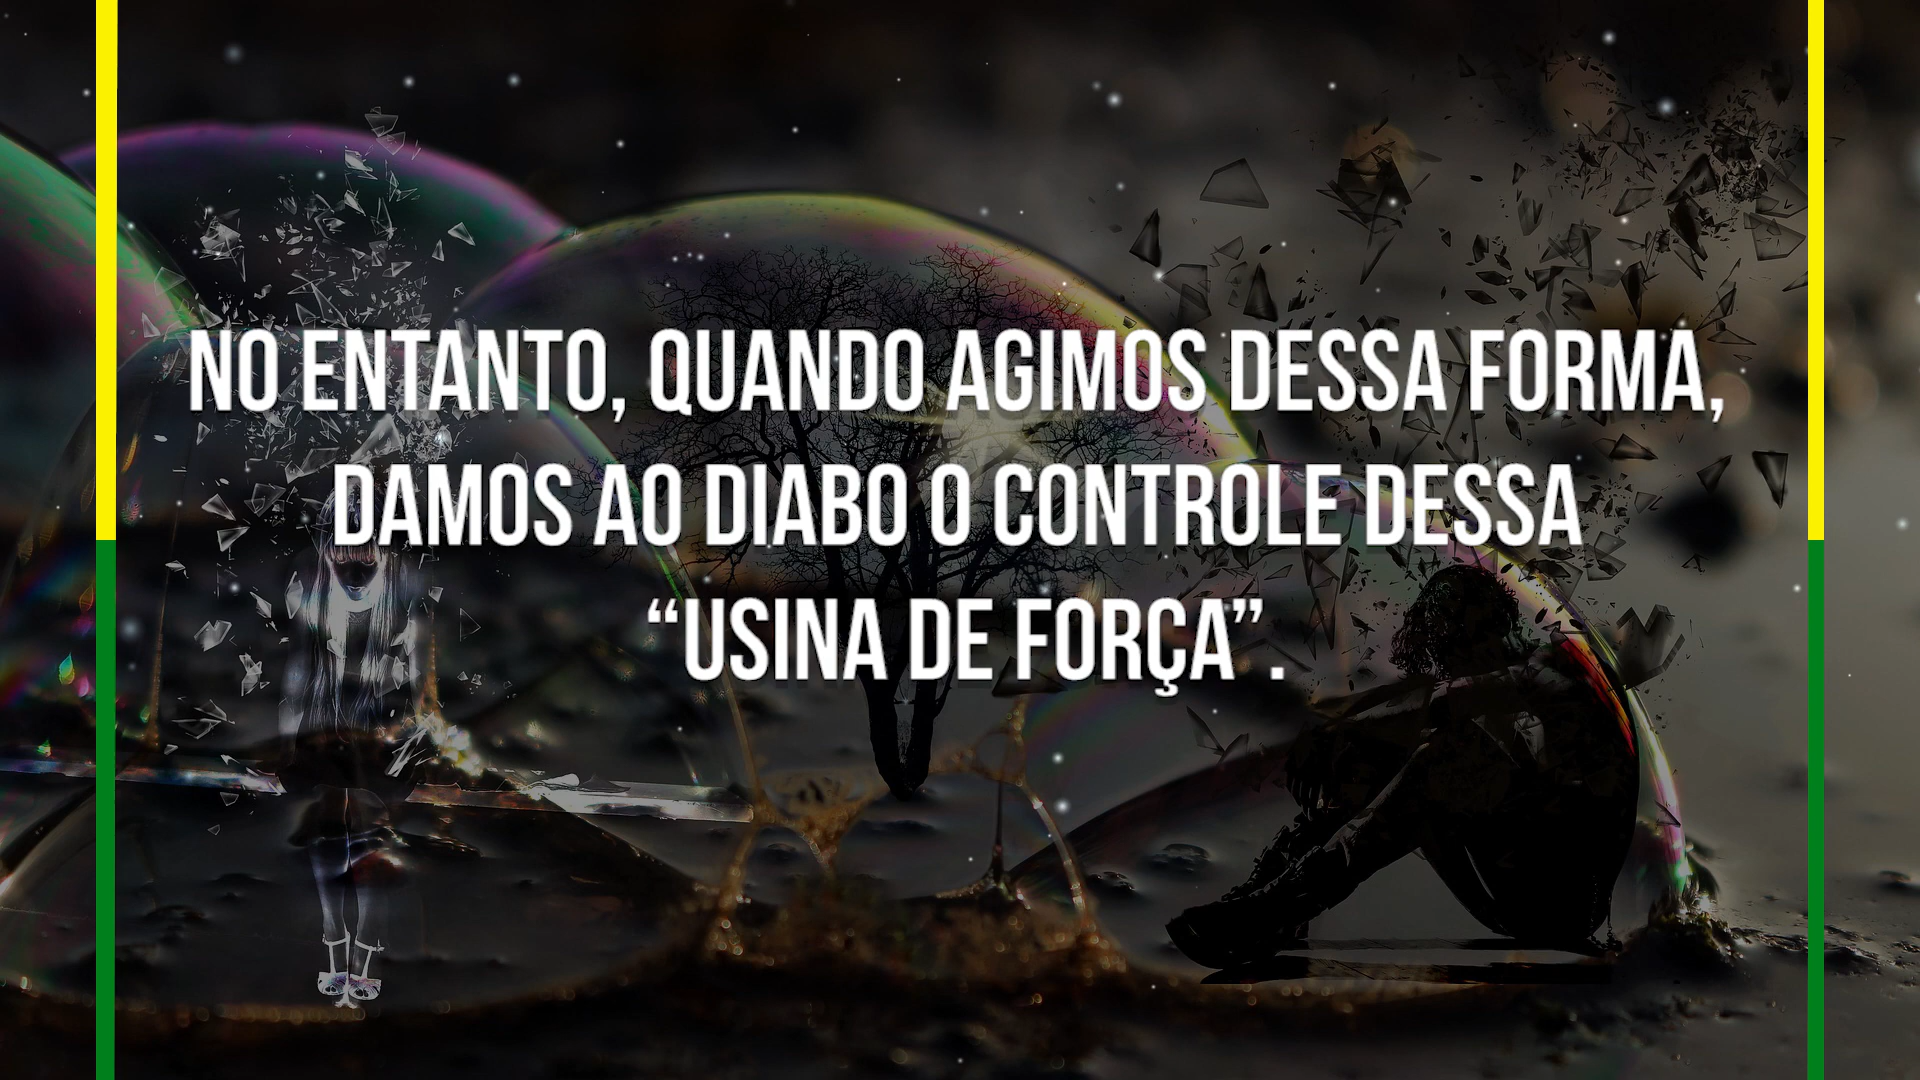 NO ENTANTO, QUANDO AGIMOS DESSA FORMA,
DAMOS AO DIABO O CONTROLE DESSA
“USINA DE FORÇA”.